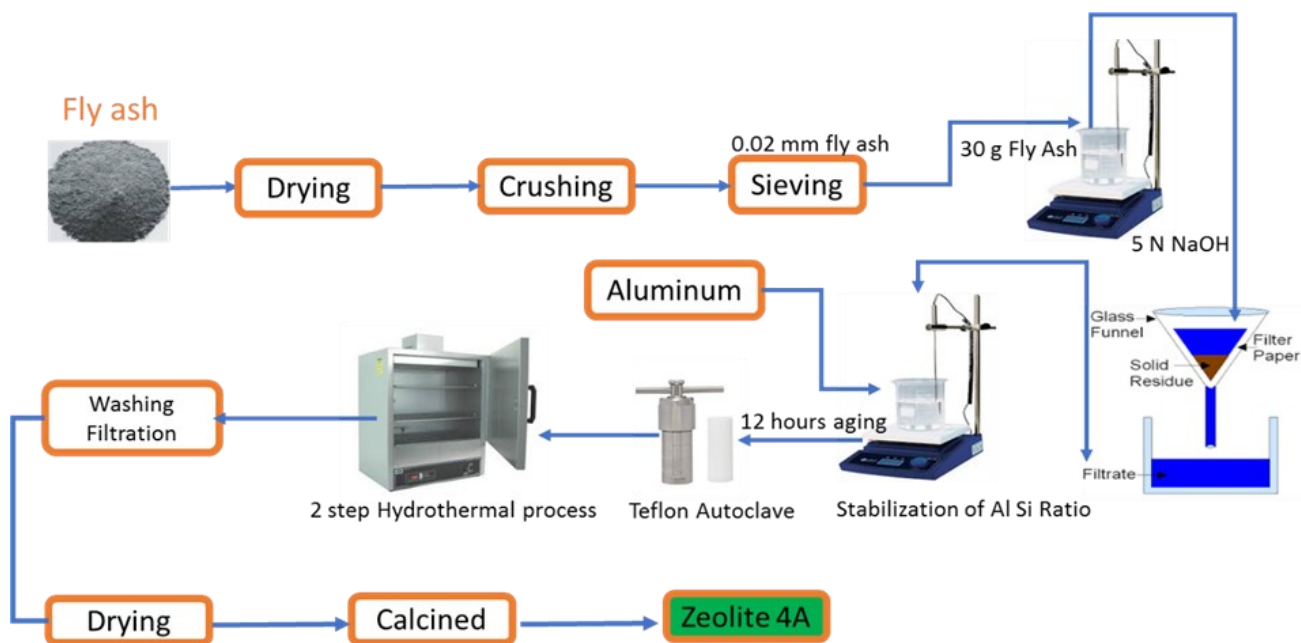 Fly ash
Drying
Crushing
0.02 mm fly ash
Sieving
30 g Fly Ash
5 N NaOH
Glass
Funnel
Filter
Paper
Solid
Residue
Filtrate
Aluminum
Stabilization of Al Si Ratio
12 hours aging
Teflon Autoclave
2 step Hydrothermal process
Washing
Filtration
Drying
Calcined
Zeolite 4A